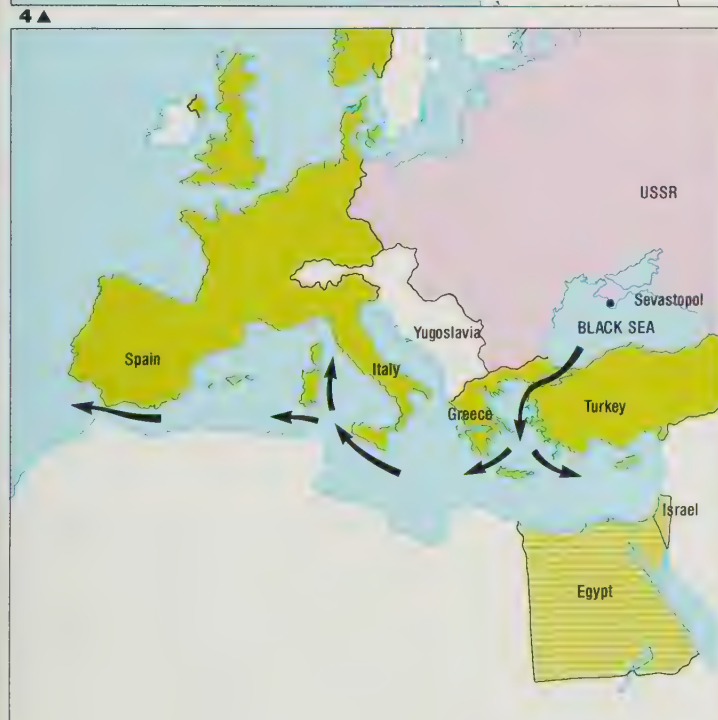 4▲
USSR
Sevastopol
BLACK SEA
Yugoslavia
Spain
Italy
Greece
Turkey
Israel
Egypt